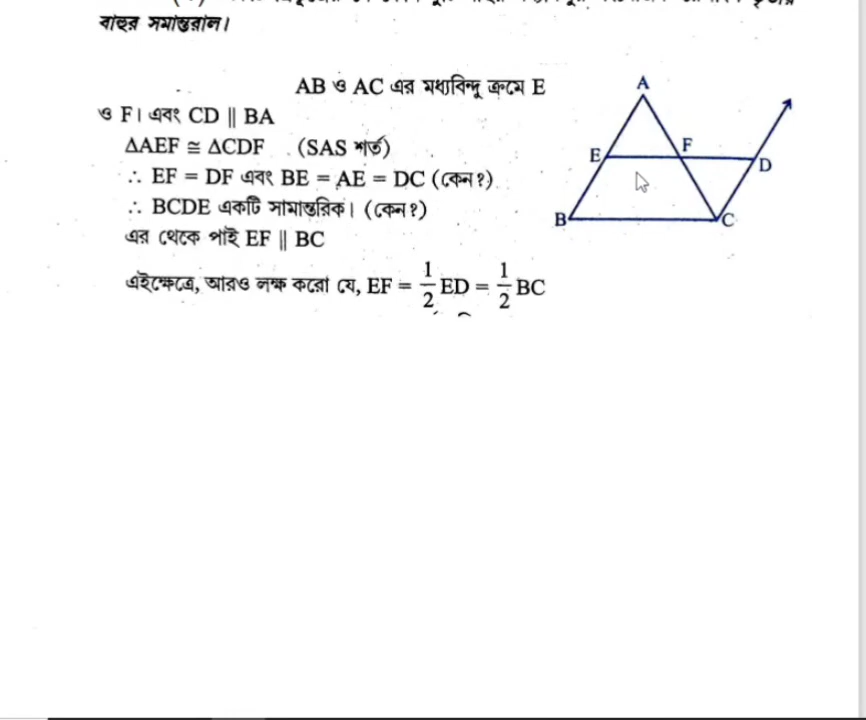 বাহুর সমান্তরাল।
AB ও AC এর মধ্যবিন্দু ক্রমে E
ও F। এবং CD || BA
ΔAEF ≅ ΔCDF (SAS শর্ত)
∴ EF = DF এবং BE = AE = DC (কেন?)
∴ BCDE একটি সামান্তরিক। (কেন?)
এর থেকে পাই EF || BC
এইক্ষেত্রে, আরও লক্ষ করো যে, EF = 1/2 ED = 1/2 BC
A
E
F
D
B
C